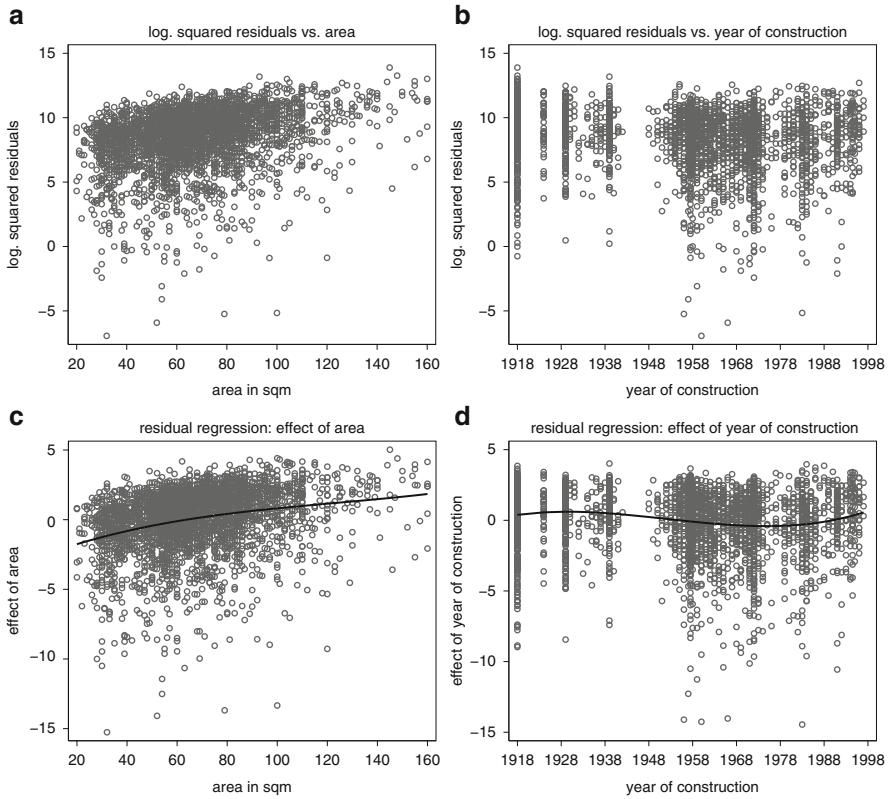 a
log. squared residuals vs. area
15
10
5
0
−5
log. squared residuals
20 40 60 80 100 120 140 160
area in sqm
b
log. squared residuals vs. year of construction
15
10
5
0
−5
log. squared residuals
1918 1928 1938 1948 1958 1968 1978 1988 1998
year of construction
c
residual regression: effect of area
5
0
−5
−10
−15
effect of area
20 40 60 80 100 120 140 160
area in sqm
d
residual regression: effect of year of construction
5
0
−5
−10
−15
effect of year of construction
1918 1928 1938 1948 1958 1968 1978 1988 1998
year of construction